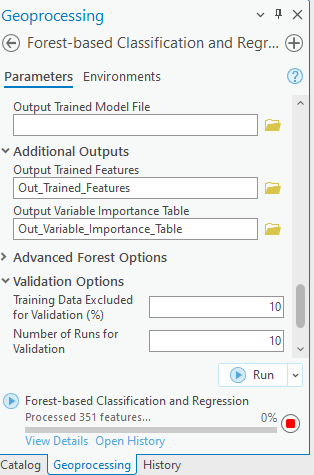 Geoprocessing
Forest-based Classification and Regr...
Parameters Environments
Output Trained Model File
Additional Outputs
Output Trained Features
Out_Trained_Features
Output Variable Importance Table
Out_Variable_Importance_Table
Advanced Forest Options
Validation Options
Training Data Excluded
for Validation (%)
10
Number of Runs for
Validation
10
Run
Forest-based Classification and Regression
Processed 351 features... 0%
View Details Open History
Catalog Geoprocessing History